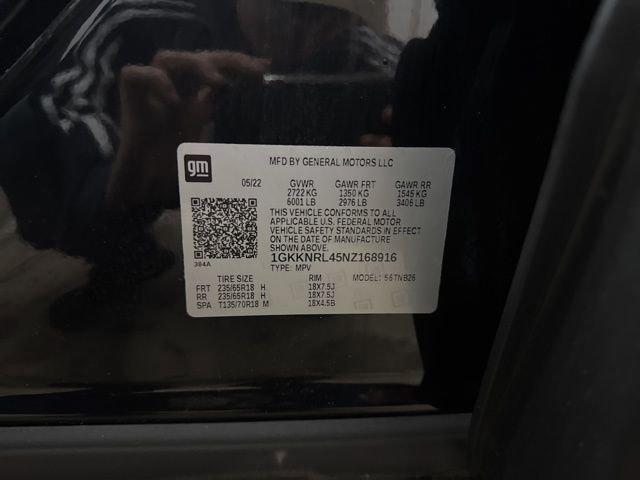 gm
MFD BY GENERAL MOTORS LLC
05/22 GVWR GAWR FRT GAWR RR
2722 KG 1350 KG 1545 KG
6001 LB 2976 LB 3406 LB
THIS VEHICLE CONFORMS TO ALL
APPLICABLE U.S. FEDERAL MOTOR
VEHICLE SAFETY STANDARDS IN EFFECT
ON THE DATE OF MANUFACTURE
SHOWN ABOVE.
384A 1GKKNRL45NZ168916
TYPE: MPV MODEL: 56TNB26
TIRE SIZE RIM
FRT 235/65R18 H 18X7.5J
RR 235/65R18 H 18X7.5J
SPA T135/70R18 M 18X4.5B